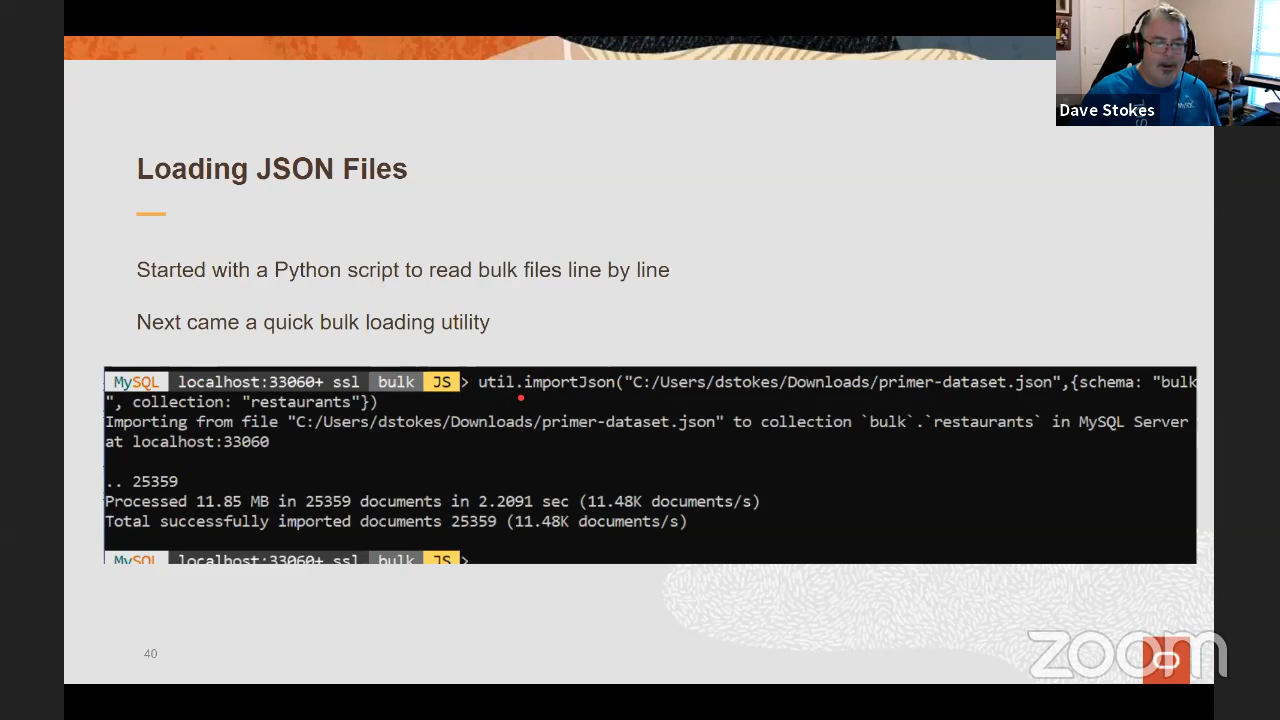 Dave Stokes
MySQL
Loading JSON Files
Started with a Python script to read bulk files line by line
Next came a quick bulk loading utility
MySQL localhost:33060+ ssl bulk JS > util.importJson("C:/Users/dstokes/Downloads/primer-dataset.json",{schema: "bulk
", collection: "restaurants"})
Importing from file "C:/Users/dstokes/Downloads/primer-dataset.json" to collection `bulk`.`restaurants` in MySQL Server
at localhost:33060
.. 25359
Processed 11.85 MB in 25359 documents in 2.2091 sec (11.48K documents/s)
Total successfully imported documents 25359 (11.48K documents/s)
MySQL localhost:33060+ ssl bulk JS >
40
zoom